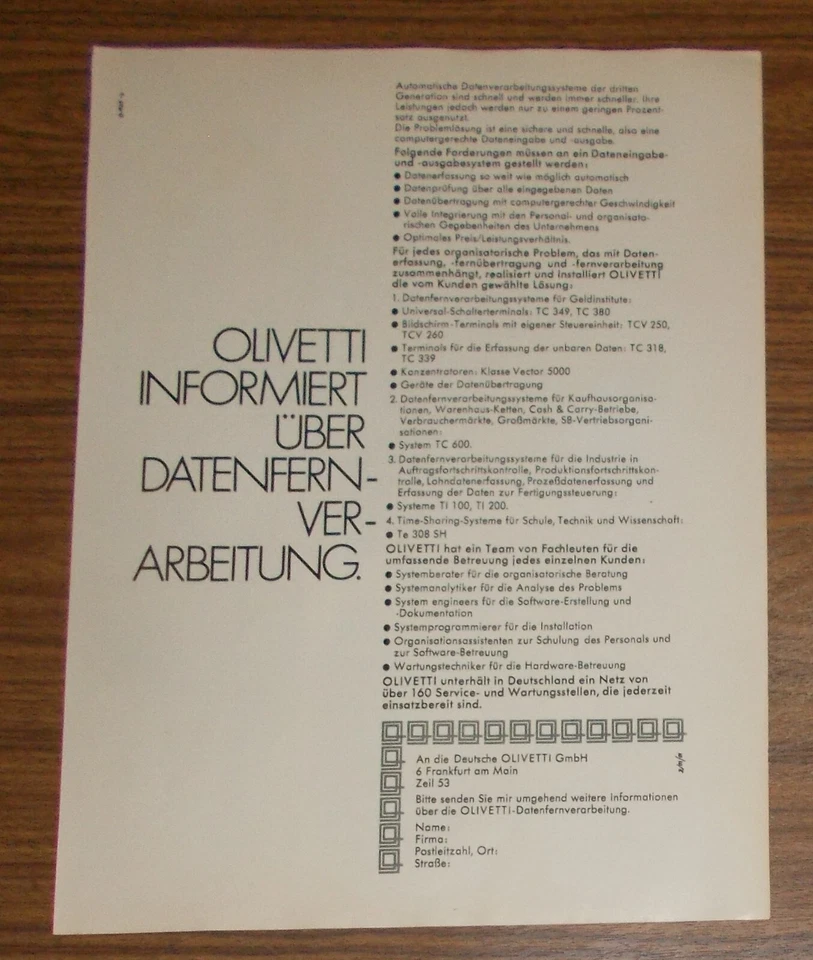 OLIVETTI
INFORMIERT
ÜBER
DATENFERN-
VER-
ARBEITUNG.
Automatische Datenverarbeitungssysteme der dritten
Generation sind schnell und werden immer schneller. Ihre
Leistungen jedoch werden nur zu einem geringen Prozent-
satz ausgenutzt.
Die Problemlösung ist eine sichere und schnelle, also eine
computergerechte Dateneingabe und -ausgabe.
Folgende Forderungen müssen an ein Dateneingabe-
und -ausgabesystem gestellt werden:
● Datenerfassung so weit wie möglich automatisch
● Datenprüfung über alle eingegebenen Daten
● Datenübertragung mit computergerechter Geschwindigkeit
● Volle Integrierung mit den Personal- und organisato-
rischen Gegebenheiten des Unternehmens
● Optimales Preis/Leistungsverhältnis.
Für jedes organisatorische Problem, das mit Daten-
erfassung, -fernübertragung und -fernverarbeitung
zusammenhängt, realisiert und installiert OLIVETTI
die vom Kunden gewählte Lösung:
1. Datenfernverarbeitungssysteme für Geldinstitute:
● Universal-Schalterterminals: TC 349, TC 380
● Bildschirm-Terminals mit eigener Steuereinheit: TCV 250,
TCV 260
● Terminals für die Erfassung der unbaren Daten: TC 318,
TC 339
● Konzentratoren: Klasse Vector 5000
● Geräte der Datenübertragung
2. Datenfernverarbeitungssysteme für Kaufhausorganisa-
tionen, Warenhaus-Ketten, Cash & Carry-Betriebe,
Verbrauchermärkte, Großmärkte, SB-Vertriebsorgani-
sationen:
● System TC 600.
3. Datenfernverarbeitungssysteme für die Industrie in
Auftragsfortschrittskontrolle, Produktionsfortschrittskon-
trolle, Lohndatenerfassung, Prozeßdatenerfassung und
Erfassung der Daten zur Fertigungssteuerung:
● Systeme TI 100, TI 200.
4. Time-Sharing-Systeme für Schule, Technik und Wissenschaft:
● Te 308 SH
OLIVETTI hat ein Team von Fachleuten für die
umfassende Betreuung jedes einzelnen Kunden:
● Systemberater für die organisatorische Beratung
● Systemanalytiker für die Analyse des Problems
● System engineers für die Software-Erstellung und
-Dokumentation
● Systemprogrammierer für die Installation
● Organisationsassistenten zur Schulung des Personals und
zur Software-Betreuung
● Wartungstechniker für die Hardware-Betreuung
OLIVETTI unterhält in Deutschland ein Netz von
über 160 Service- und Wartungsstellen, die jederzeit
einsatzbereit sind.
An die Deutsche OLIVETTI GmbH
6 Frankfurt am Main
Zeil 53
Bitte senden Sie mir umgehend weitere Informationen
über die OLIVETTI-Datenfernverarbeitung.
Name:
Firma:
Postleitzahl, Ort:
Straße: